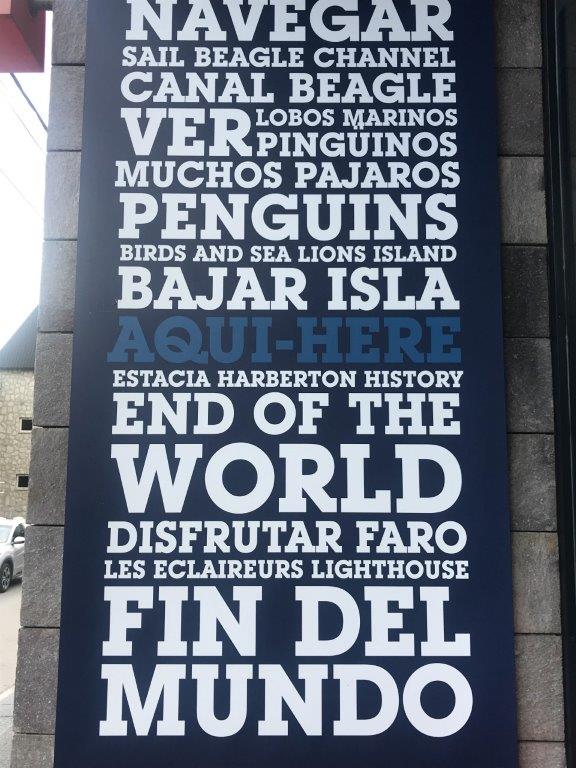 NAVEGAR
SAIL BEAGLE CHANNEL
CANAL BEAGLE
VER LOBOS MARINOS
PINGÜINOS
MUCHOS PAJAROS
PENGUINS
BIRDS AND SEA LIONS ISLAND
BAJAR ISLA
AQUI-HERE
ESTACIA HARBERTON HISTORY
END OF THE
WORLD
DISFRUTAR FARO
LES ECLAIREURS LIGHTHOUSE
FIN DEL
MUNDO